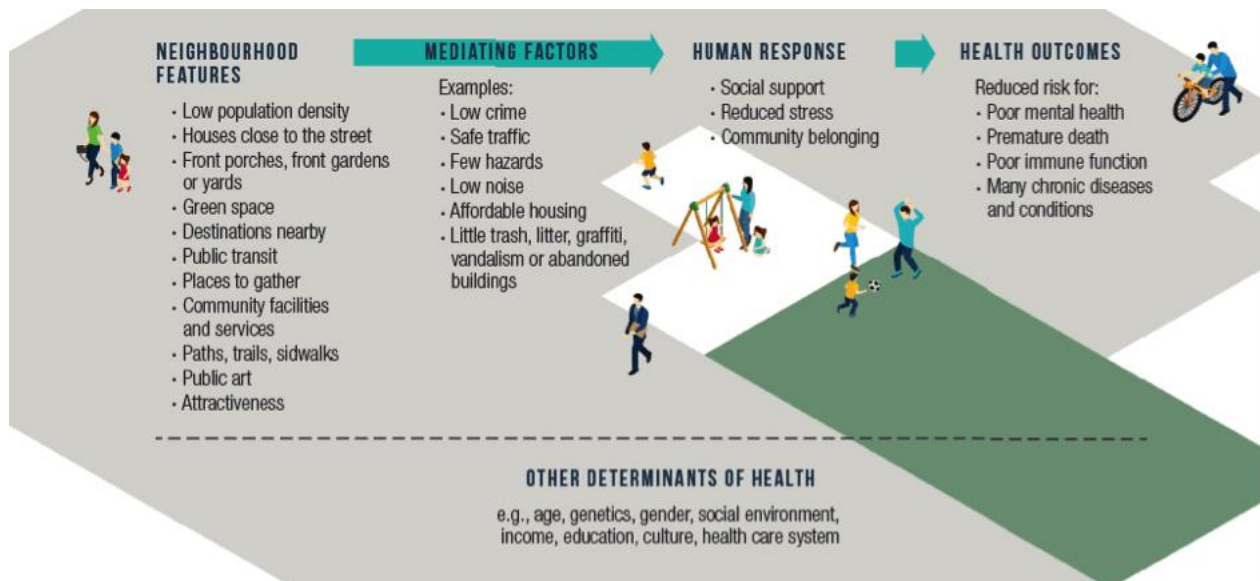 NEIGHBOURHOOD
FEATURES
• Low population density
• Houses close to the street
• Front porches, front gardens
or yards
• Green space
• Destinations nearby
• Public transit
• Places to gather
• Community facilities
and services
• Paths, trails, sidwalks
• Public art
• Attractiveness
MEDIATING FACTORS
Examples:
• Low crime
• Safe traffic
• Few hazards
• Low noise
• Affordable housing
• Little trash, litter, graffiti,
vandalism or abandoned
buildings
HUMAN RESPONSE
• Social support
• Reduced stress
• Community belonging
HEALTH OUTCOMES
Reduced risk for:
• Poor mental health
• Premature death
• Poor immune function
• Many chronic diseases
and conditions
OTHER DETERMINANTS OF HEALTH
e.g., age, genetics, gender, social environment,
income, education, culture, health care system